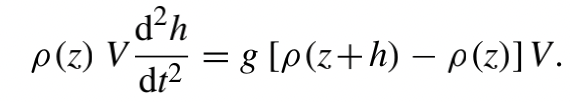 ρ(z) V d²h/dt² = g [ρ(z+h) − ρ(z)] V.